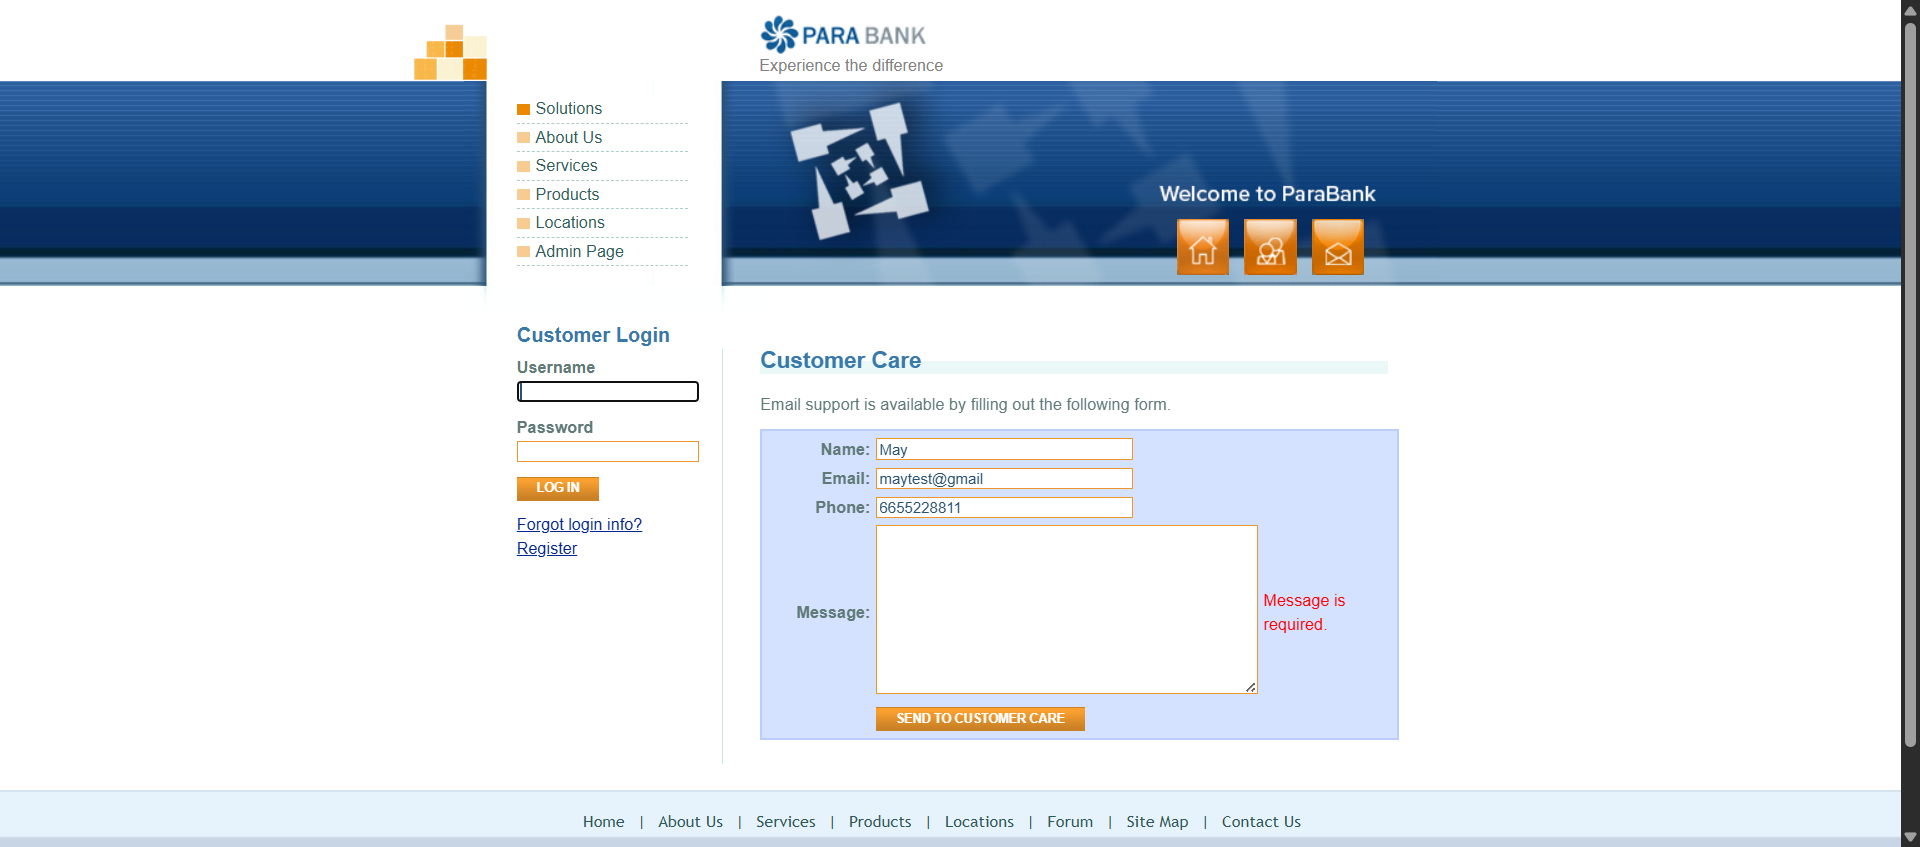 PARA BANK
Experience the difference
Solutions
About Us
Services
Products
Locations
Admin Page
Welcome to ParaBank
Customer Login
Username
Password
LOG IN
Forgot login info?
Register
Customer Care
Email support is available by filling out the following form.
Name: May
Email: maytest@gmail
Phone: 6655228811
Message:
Message is
required.
SEND TO CUSTOMER CARE
Home | About Us | Services | Products | Locations | Forum | Site Map | Contact Us